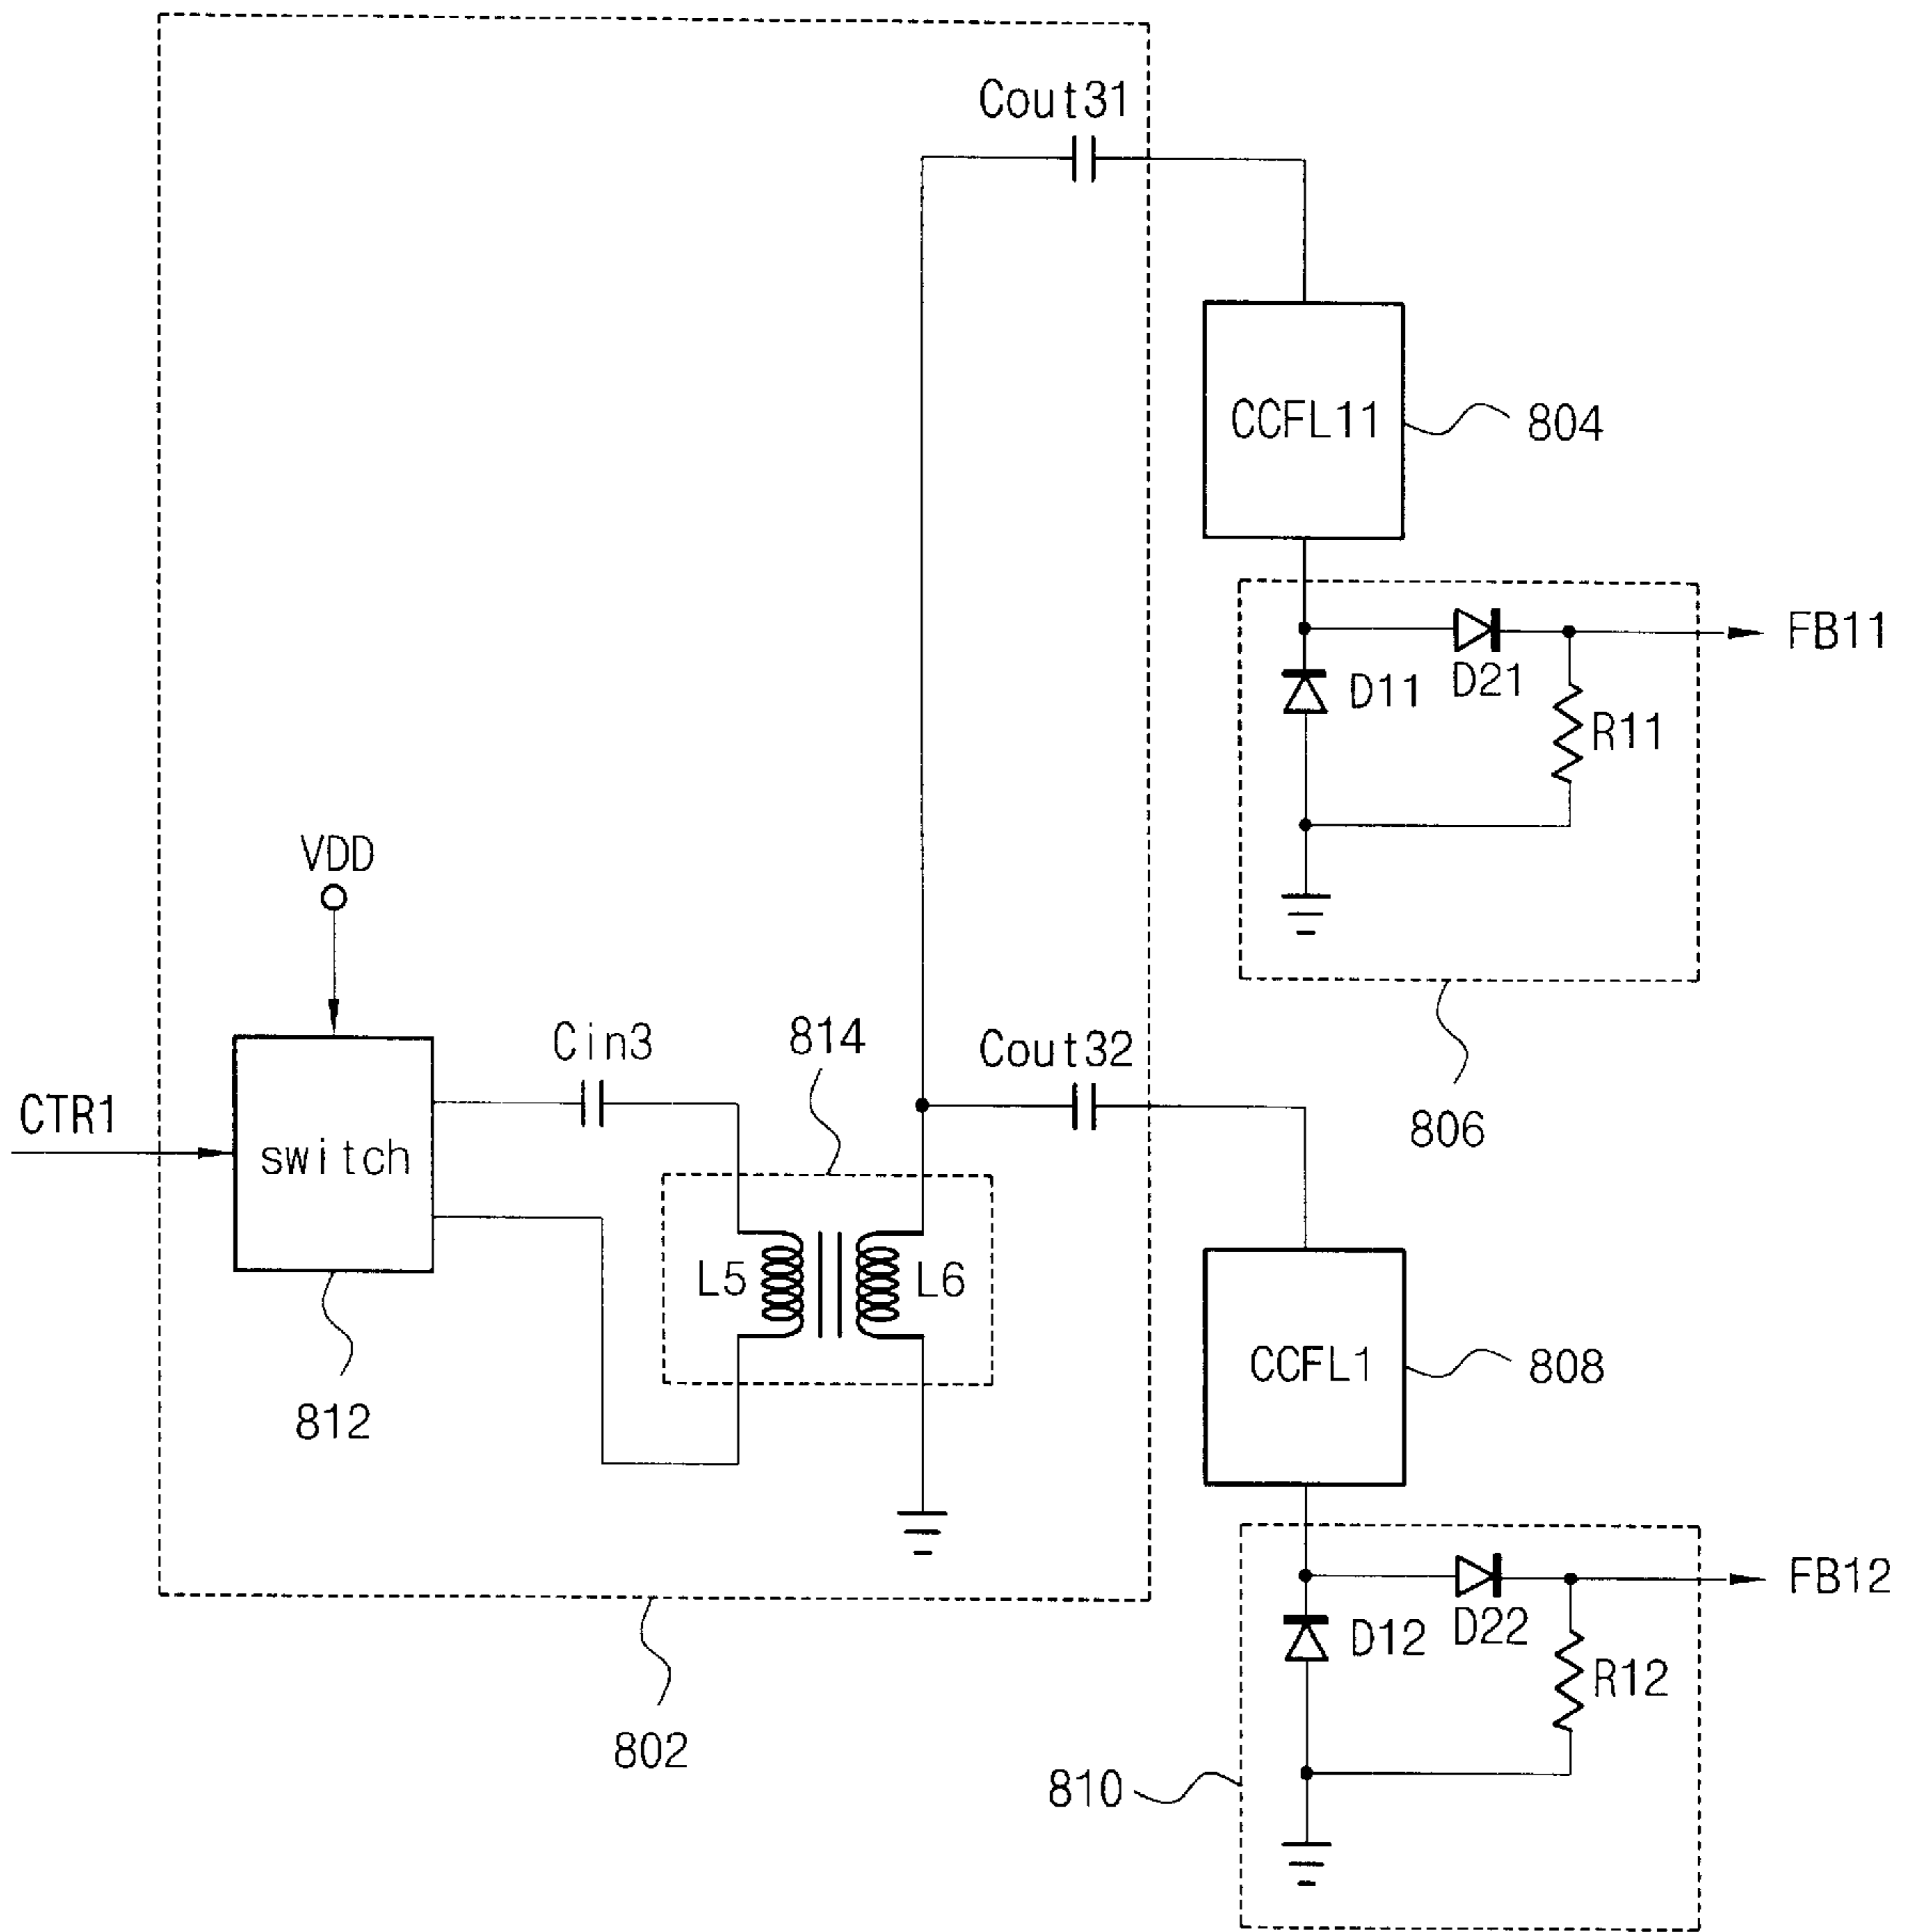 Cout31
CCFL11
804
FB11
D21
D11
R11
VDD
806
Cin3
814
Cout32
CTR1
switch
L5
L6
CCFL1
808
812
FB12
D22
D12
R12
802
810